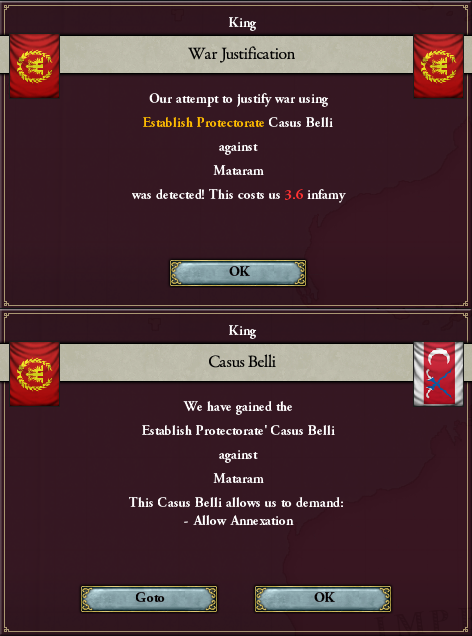 King
War Justification
Our attempt to justify war using
Establish Protectorate Casus Belli
against
Mataram
was detected! This costs us 3.6 infamy
OK
King
Casus Belli
We have gained the
Establish Protectorate' Casus Belli
against
Mataram
This Casus Belli allows us to demand:
- Allow Annexation
Goto
OK